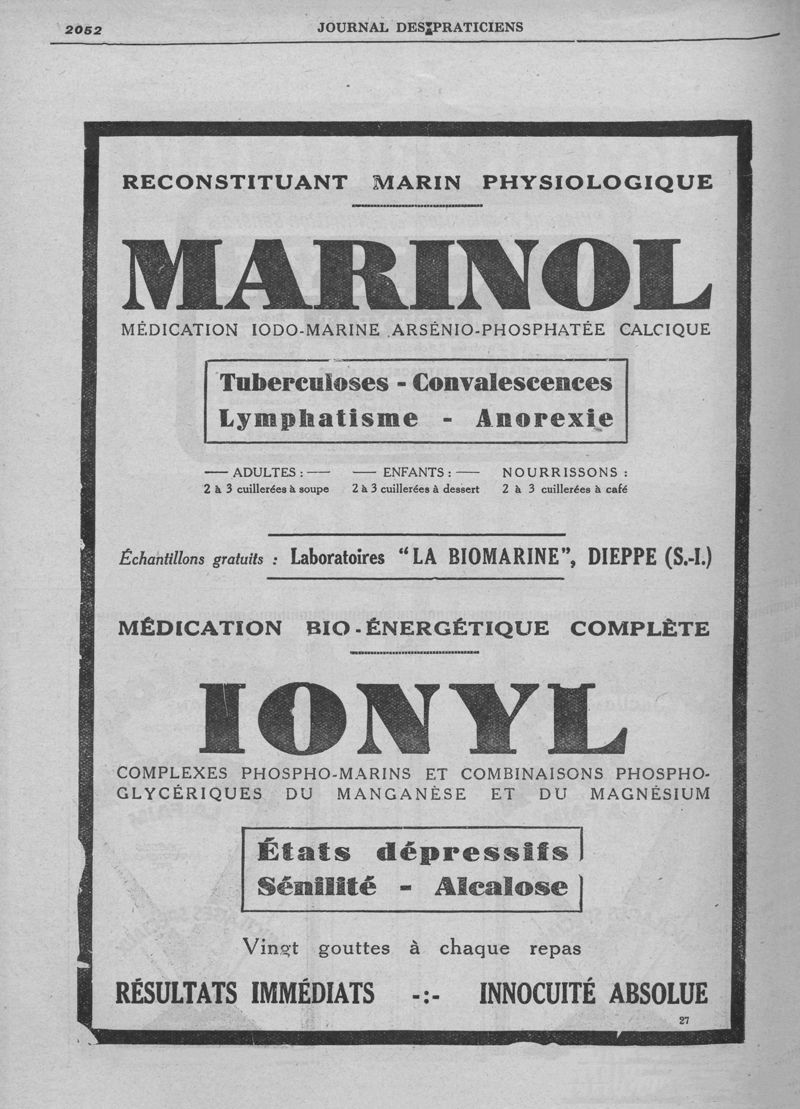 2052
JOURNAL DES PRATICIENS
RECONSTITUANT MARIN PHYSIOLOGIQUE
MARINOL
MÉDICATION IODO-MARINE ARSÉNIO-PHOSPHATÉE CALCIQUE
Tuberculoses - Convalescences
Lymphatisme - Anorexie
— ADULTES : — — ENFANTS : — NOURRISSONS :
2 à 3 cuillerées à soupe 2 à 3 cuillerées à dessert 2 à 3 cuillerées à café
Échantillons gratuits : Laboratoires "LA BIOMARINE", DIEPPE (S.-I.)
MÉDICATION BIO-ÉNERGÉTIQUE COMPLÈTE
IONYL
COMPLEXES PHOSPHO-MARINS ET COMBINAISONS PHOSPHO-
GLYCÉRIQUES DU MANGANÈSE ET DU MAGNÉSIUM
États dépressifs
Sénilité - Alcalose
Vingt gouttes à chaque repas
RÉSULTATS IMMÉDIATS -:- INNOCUITÉ ABSOLUE
27